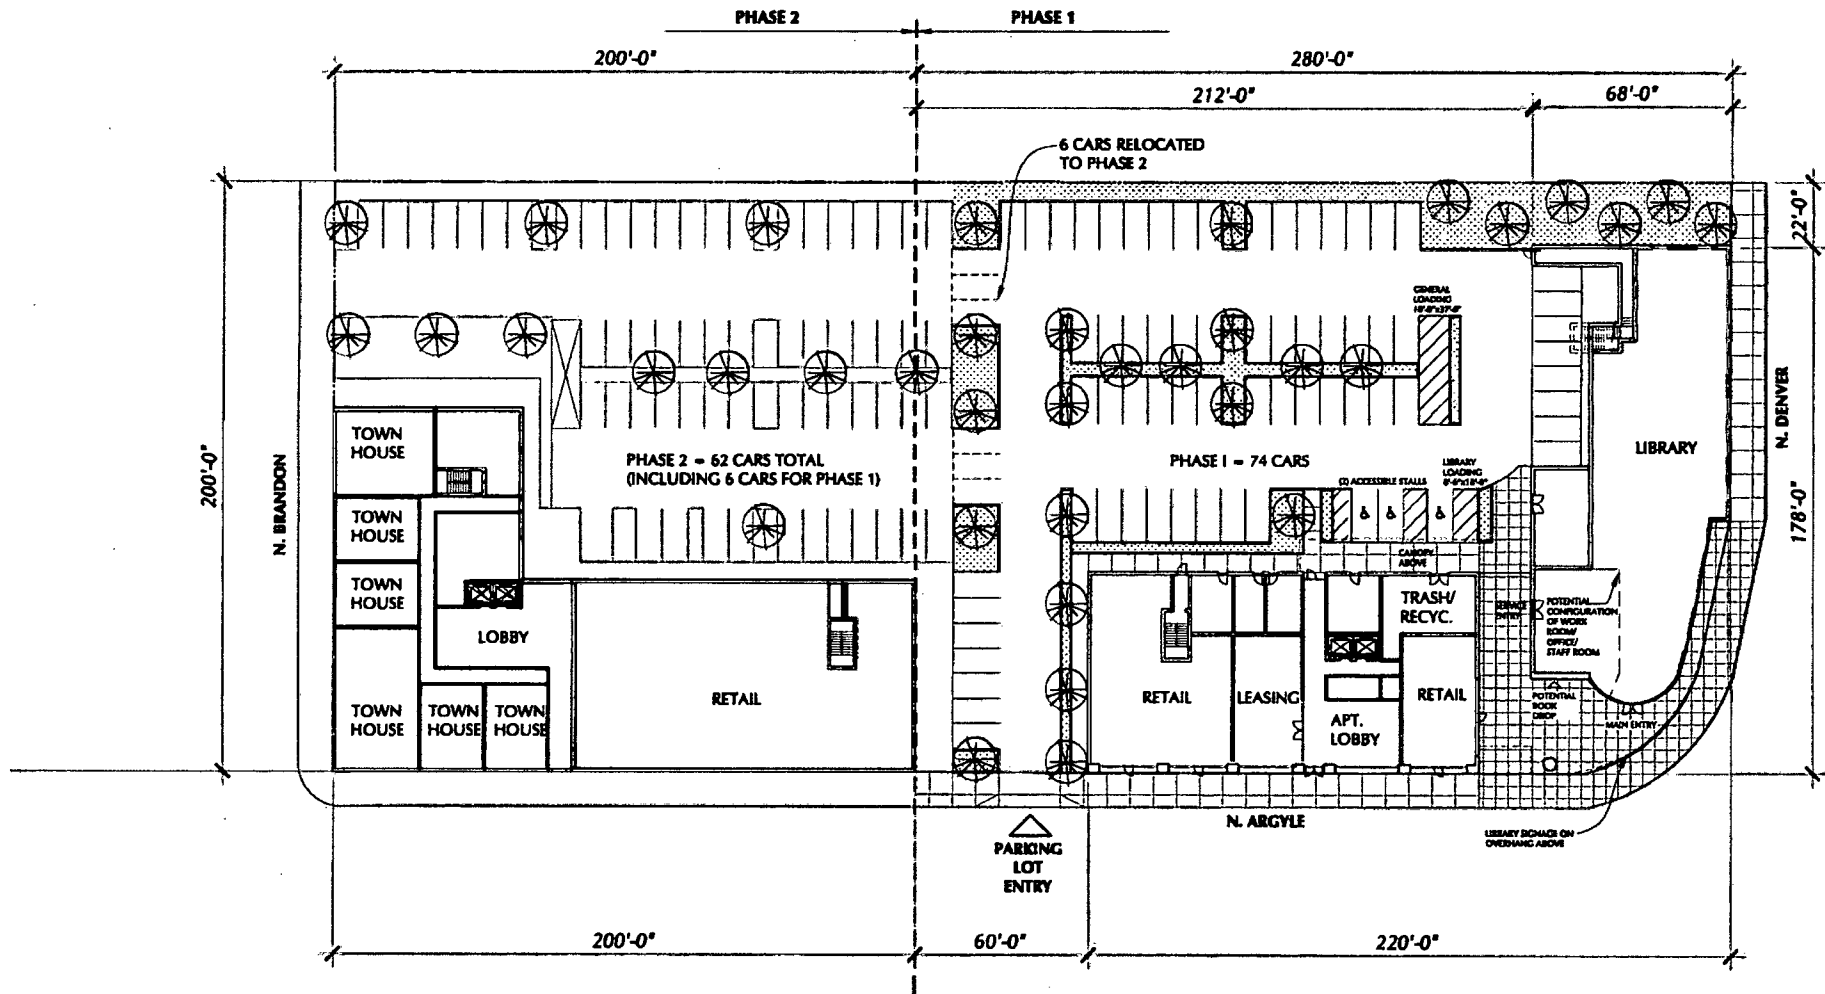 PHASE 2
PHASE 1
200'-0"
280'-0"
212'-0"
68'-0"
6 CARS RELOCATED
TO PHASE 2
22'-0"
GENERAL
LOADING
N. DENVER
TOWN
HOUSE
LIBRARY
PHASE 2 = 62 CARS TOTAL
(INCLUDING 6 CARS FOR PHASE 1)
PHASE I = 74 CARS
LIBRARY
LOADING
(2) ACCESSIBLE STALLS
200'-0"
N. BRANDON
178'-0"
TOWN
HOUSE
CANOPY
ABOVE
TOWN
HOUSE
TRASH/
RECYC.
SERVICE
ENTRY
POTENTIAL
CONFIGURATION
OF WORK
ROOM/
OFFICE/
STAFF ROOM
LOBBY
RETAIL
RETAIL
LEASING
RETAIL
POTENTIAL
BOOK
DROP
MAIN ENTRY
TOWN
HOUSE
TOWN
HOUSE
TOWN
HOUSE
APT.
LOBBY
N. ARGYLE
LIBRARY SIGNAGE ON
OVERHANG ABOVE
PARKING
LOT
ENTRY
200'-0"
60'-0"
220'-0"